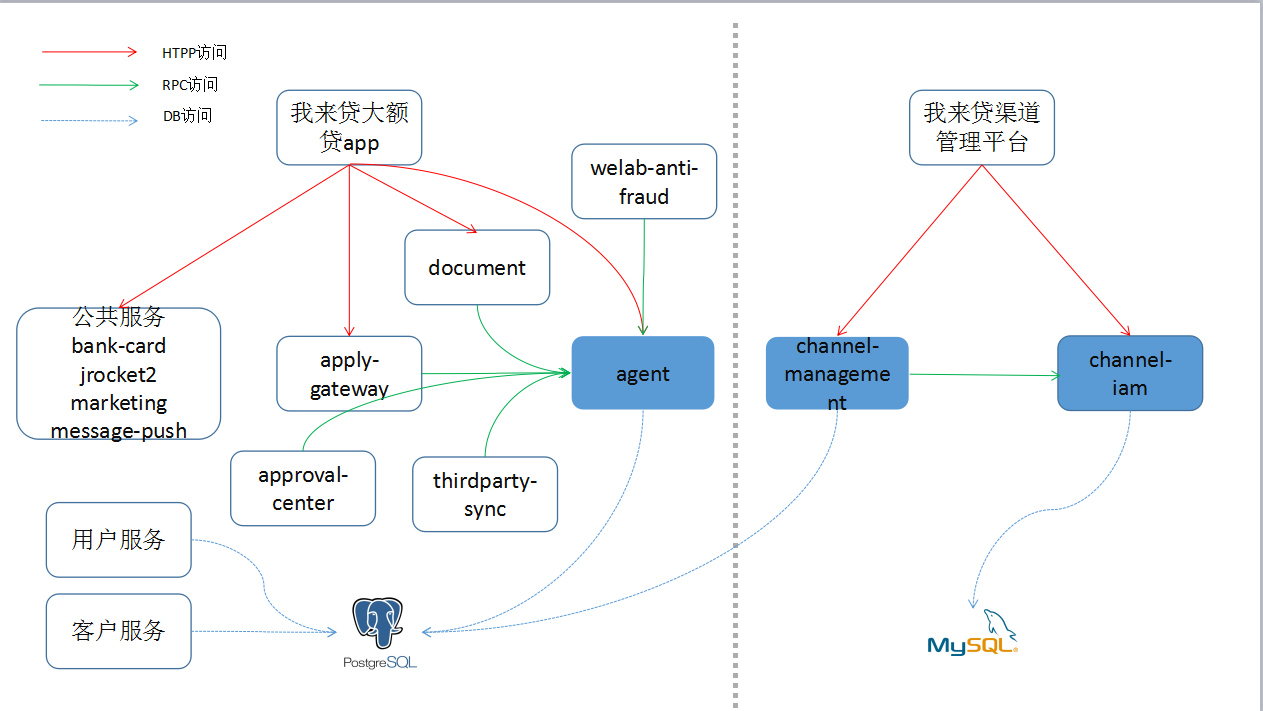 HTPP访问
RPC访问
DB访问
我来贷大额
贷app
welab-anti-
fraud
document
公共服务
bank-card
jrocket2
marketing
message-push
apply-
gateway
agent
approval-
center
thirdparty-
sync
用户服务
客户服务
PostgreSQL
我来贷渠道
管理平台
channel-
manageme
nt
channel-
iam
MySQL